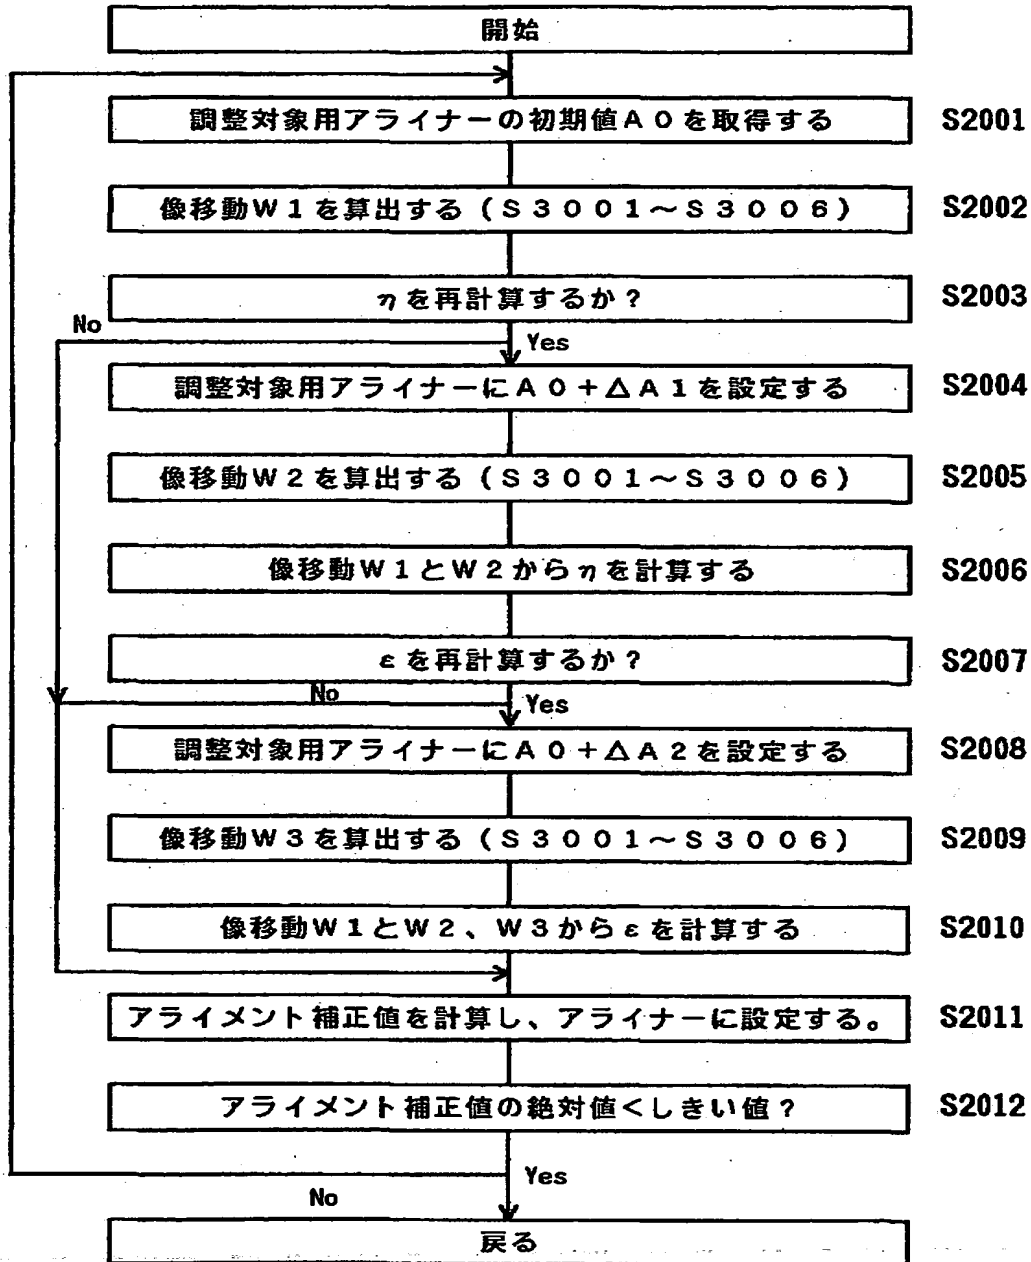 開始
調整対象用アライナーの初期値A0を取得する S2001
像移動W1を算出する（S3001～S3006） S2002
ηを再計算するか？ S2003
No
Yes
調整対象用アライナーにA0＋△A1を設定する S2004
像移動W2を算出する（S3001～S3006） S2005
像移動W1とW2からηを計算する S2006
εを再計算するか？ S2007
No
Yes
調整対象用アライナーにA0＋△A2を設定する S2008
像移動W3を算出する（S3001～S3006） S2009
像移動W1とW2、W3からεを計算する S2010
アライメント補正値を計算し、アライナーに設定する。 S2011
アライメント補正値の絶対値＜しきい値？ S2012
Yes
No
戻る